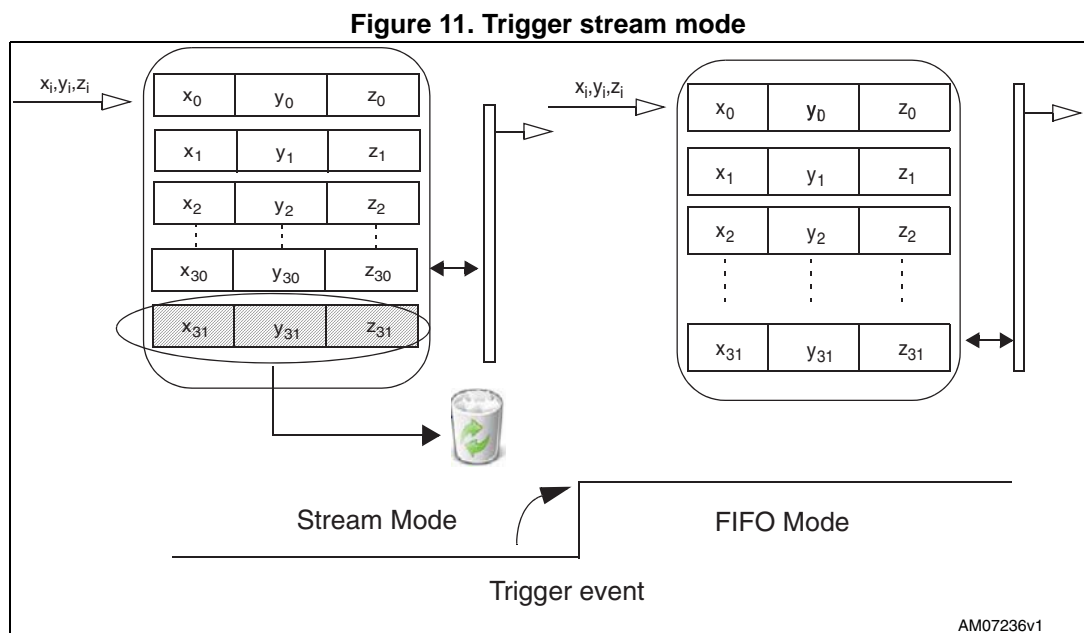 Figure 11. Trigger stream mode
xᵢ,yᵢ,zᵢ
x₀ y₀ z₀
x₁ y₁ z₁
x₂ y₂ z₂
x₃₀ y₃₀ z₃₀
x₃₁ y₃₁ z₃₁
xᵢ,yᵢ,zᵢ
x₀ y₀ z₀
x₁ y₁ z₁
x₂ y₂ z₂
x₃₁ y₃₁ z₃₁
Stream Mode
FIFO Mode
Trigger event
AM07236v1